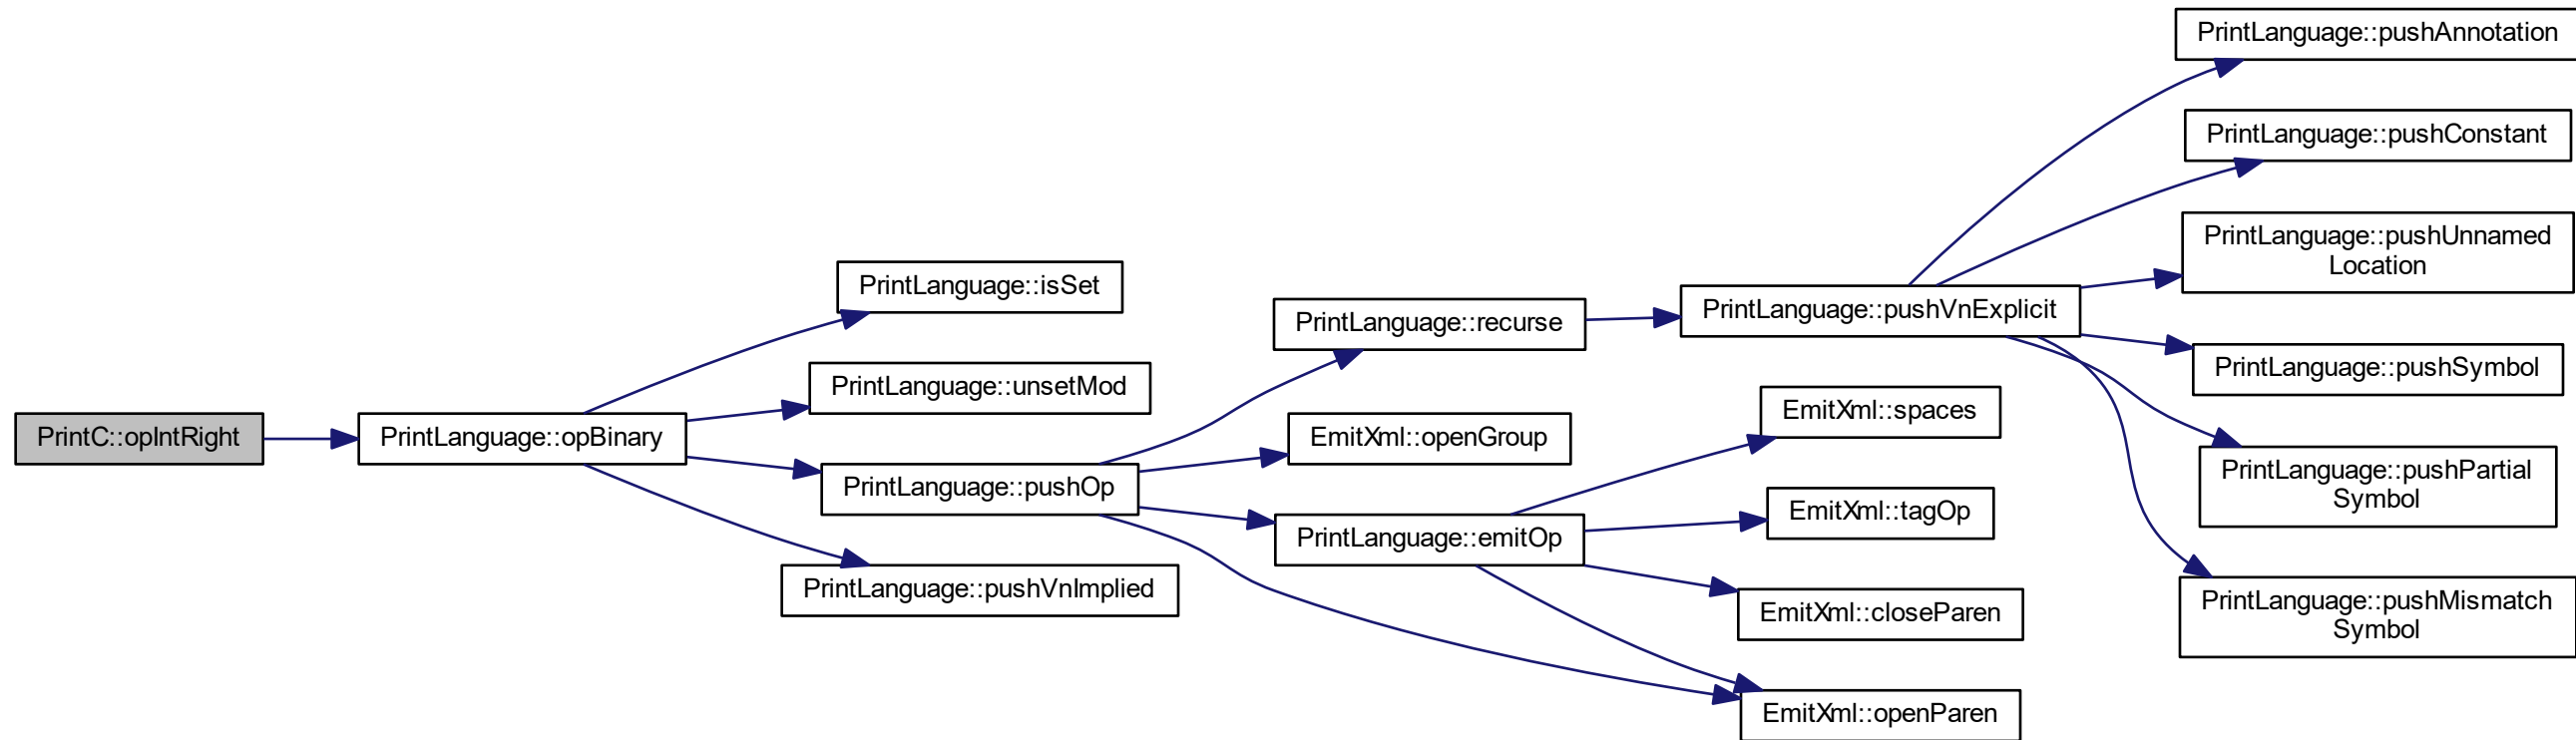 PrintC::opIntRight
PrintLanguage::opBinary
PrintLanguage::isSet
PrintLanguage::unsetMod
PrintLanguage::pushOp
PrintLanguage::pushVnImplied
PrintLanguage::recurse
EmitXml::openGroup
PrintLanguage::emitOp
PrintLanguage::pushVnExplicit
EmitXml::spaces
EmitXml::tagOp
EmitXml::closeParen
EmitXml::openParen
PrintLanguage::pushAnnotation
PrintLanguage::pushConstant
PrintLanguage::pushUnnamed
Location
PrintLanguage::pushSymbol
PrintLanguage::pushPartial
Symbol
PrintLanguage::pushMismatch
Symbol